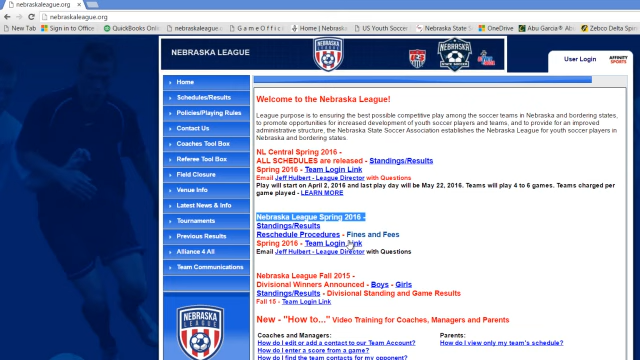 nebraskaleague.org
nebraskaleague.org
New Tab Sign in to Office QuickBooks Onli nebraskaleague G a m e O f f i c Home | Nebraska US Youth Soccer Nebraska State S OneDrive Abu Garcia® Ab Zebco Delta Spi
NEBRASKA LEAGUE
NEBRASKA
LEAGUE
NEBRASKA
STATE SOCCER
User Login
AFFINITY
SPORTS
Home
Schedules/Results
Policies/Playing Rules
Contact Us
Coaches Tool Box
Referee Tool Box
Field Closure
Venue Info
Latest News & Info
Tournaments
Previous Results
Alliance 4 All
Team Communications
NEBRASKA
LEAGUE
Welcome to the Nebraska League!
League purpose is to ensuring the best possible competitive play among the soccer teams in Nebraska and bordering states,
to promote opportunities for increased development of youth soccer players and teams, and to provide for an improved
administrative structure, the Nebraska State Soccer Association establishes the Nebraska League for youth soccer players in
Nebraska and bordering states.
NL Central Spring 2016 -
ALL SCHEDULES are released - Standings/Results
Spring 2016 - Team Login Link
Email Jeff Hulbert - League Director with Questions
Play will start on April 2, 2016 and last play day will be May 22, 2016. Teams will play 4 to 6 games. Teams charged per
game played - LEARN MORE
Nebraska League Spring 2016 -
Standings/Results
Reschedule Procedures - Fines and Fees
Spring 2016 - Team Login Link
Email Jeff Hulbert - League Director with Questions
Nebraska League Fall 2015 -
Divisional Winners Announced - Boys - Girls
Standings/Results - Divisional Standing and Game Results
Fall 15 - Team Login Link
New - "How to..." Video Training for Coaches, Managers and Parents
Coaches and Managers: Parents:
How do I edit or add a contact to our Team Account? How do I view only my team's schedule?
How do I enter a score from a game?
How do I find the team contacts for my opponent?